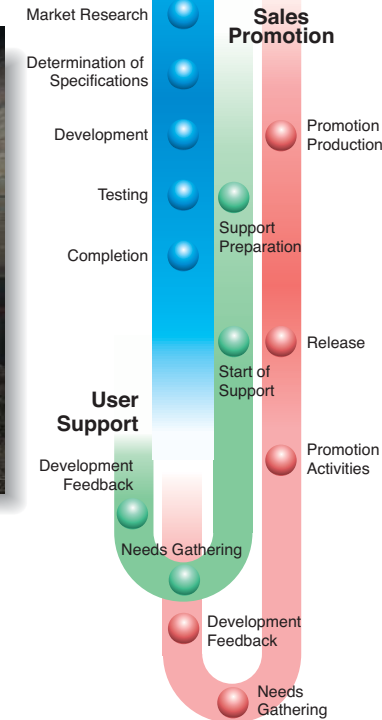 Market Research
Sales
Promotion
Determination of
Specifications
Development
Promotion
Production
Testing
Support
Preparation
Completion
Release
Start of
Support
User
Support
Promotion
Activities
Development
Feedback
Needs Gathering
Development
Feedback
Needs
Gathering